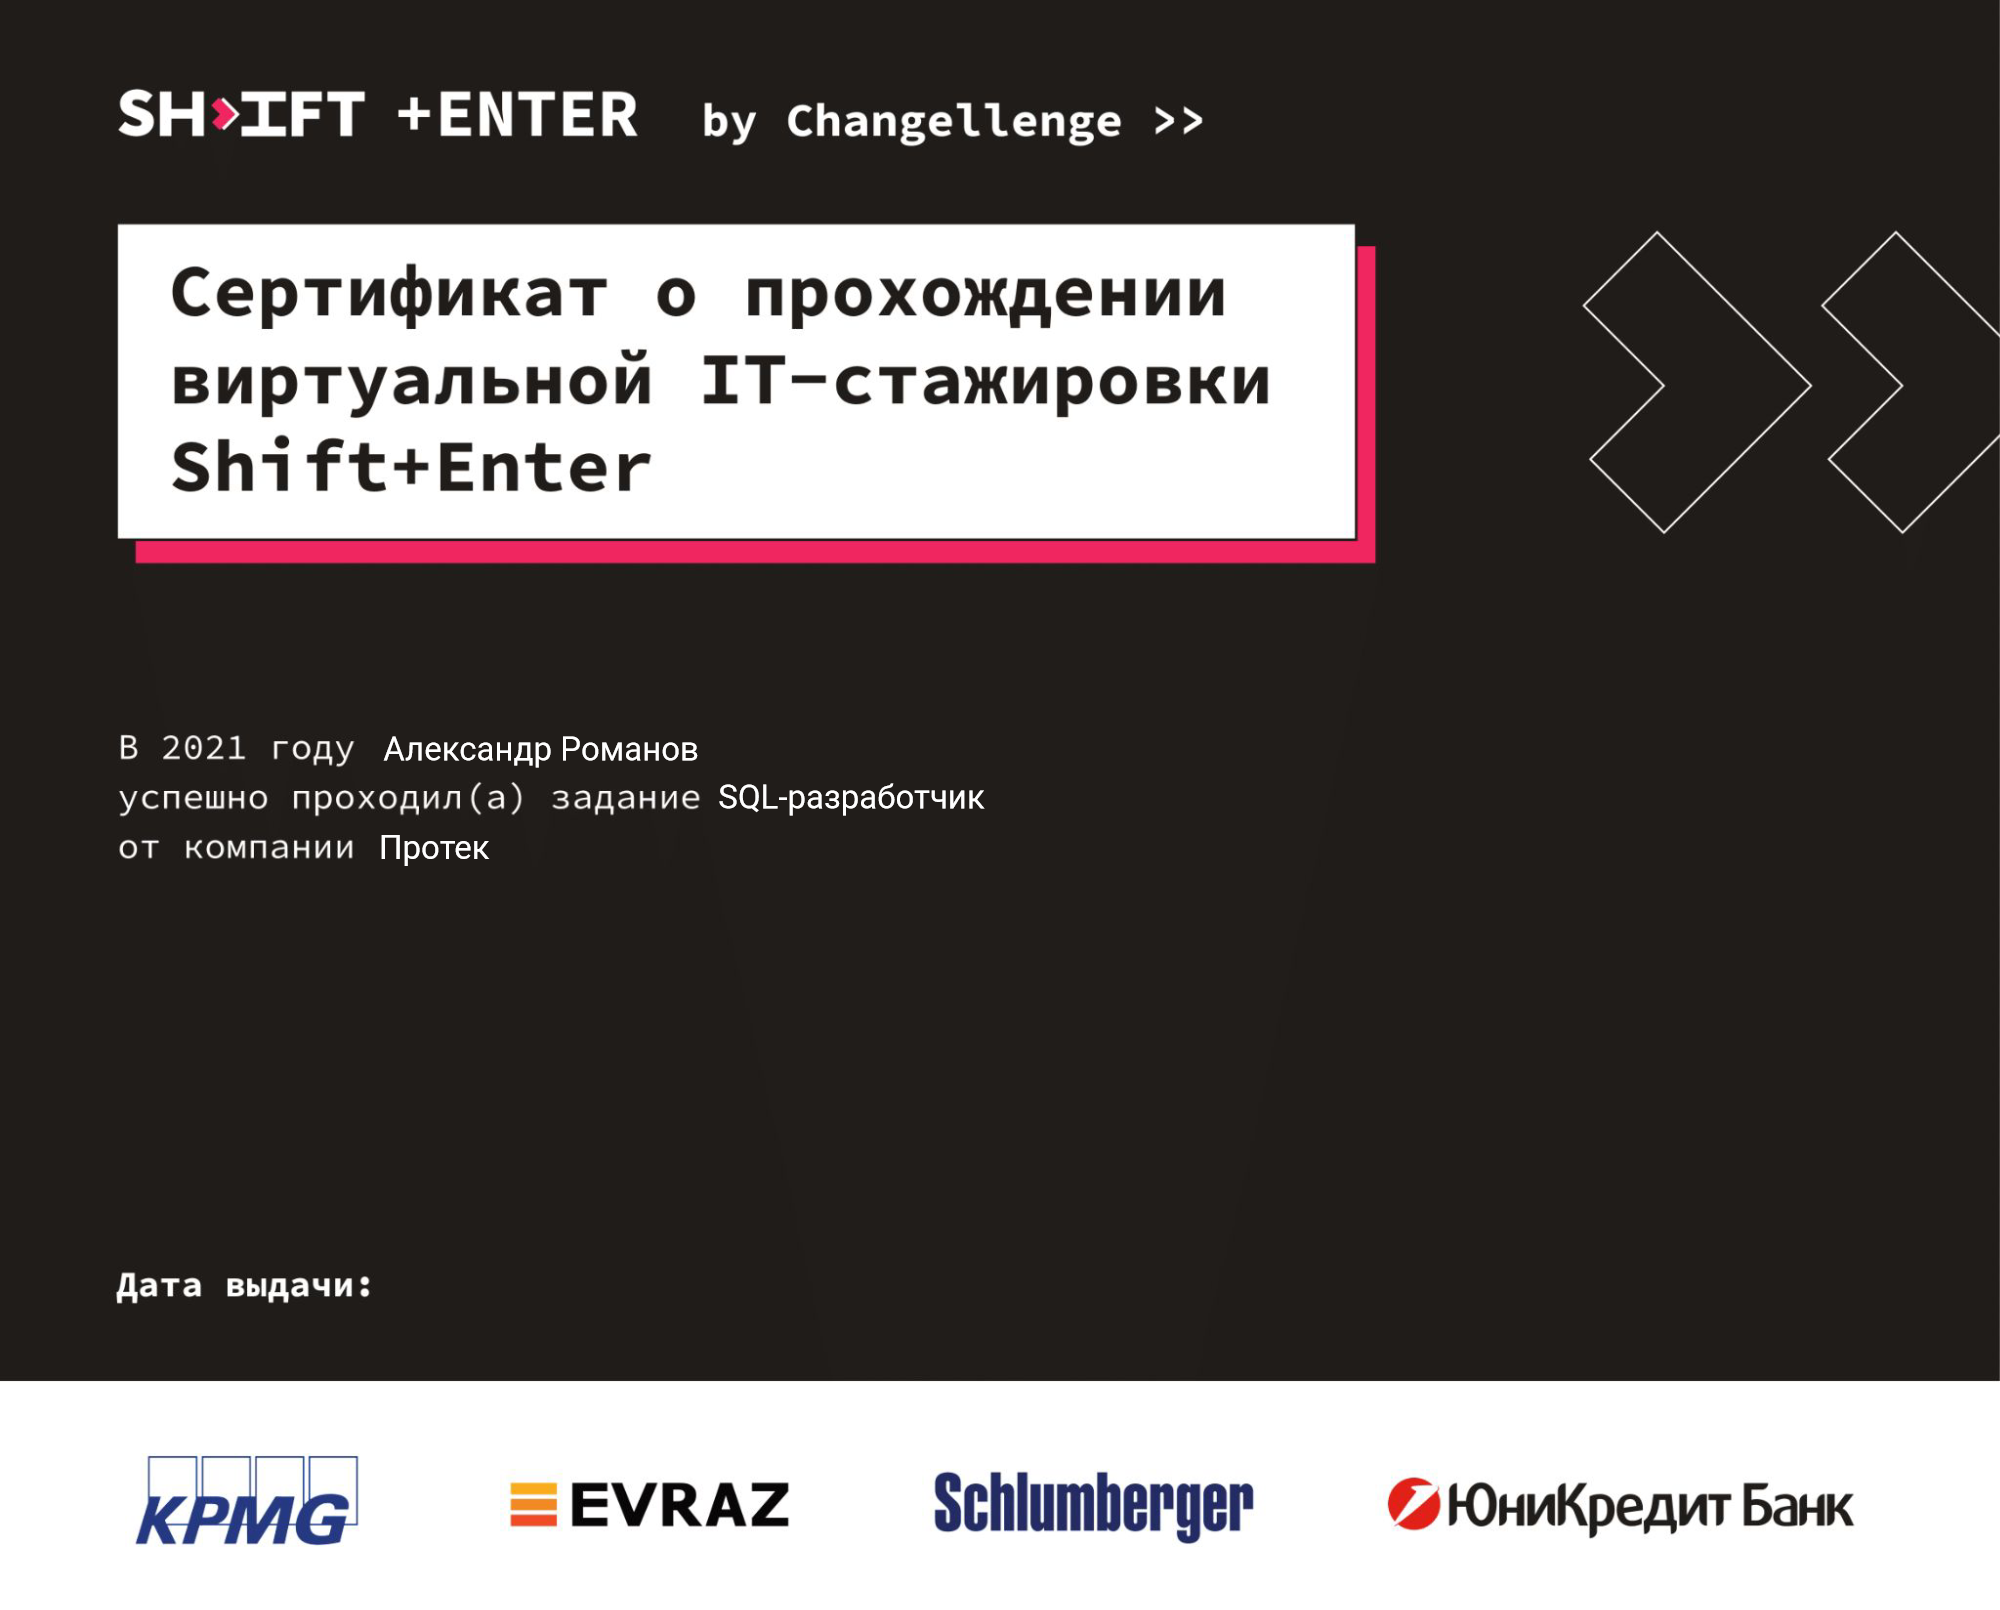 SHIFT +ENTER by Changellenge >>
Сертификат о прохождении
виртуальной IT-стажировки
Shift+Enter
В 2021 году Александр Романов
успешно проходил(а) задание SQL-разработчик
от компании Протек
Дата выдачи:
KPMG EVRAZ Schlumberger ЮниКредит Банк